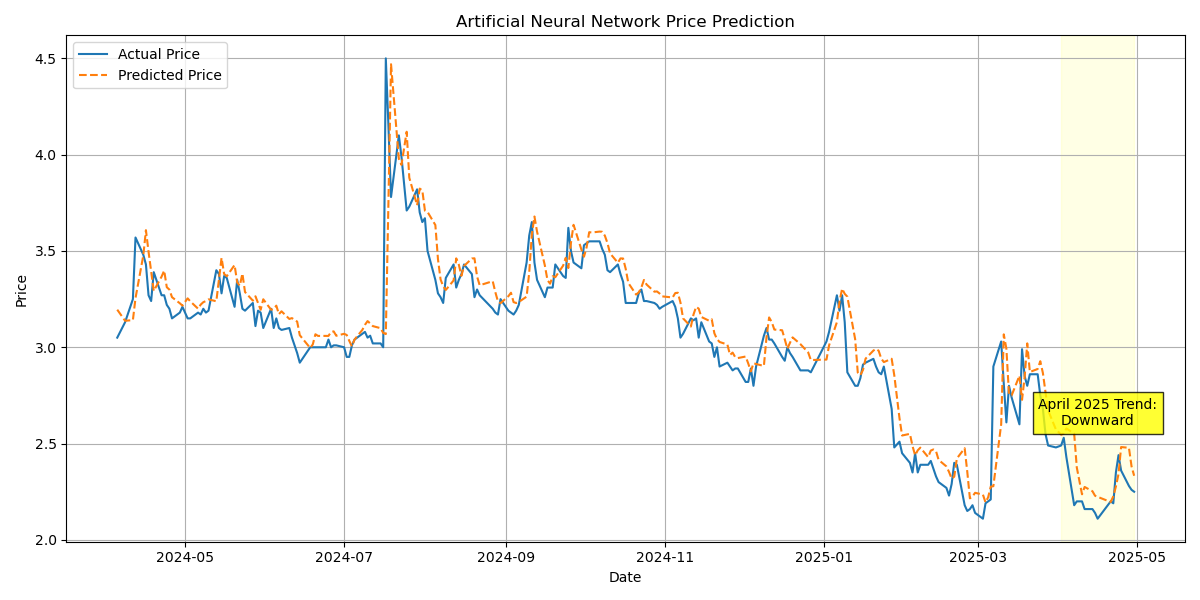 Artificial Neural Network Price Prediction
Actual Price
Predicted Price
4.5
4.0
3.5
3.0
2.5
2.0
Price
April 2025 Trend:
Downward
2024-05
2024-07
2024-09
2024-11
2025-01
2025-03
2025-05
Date